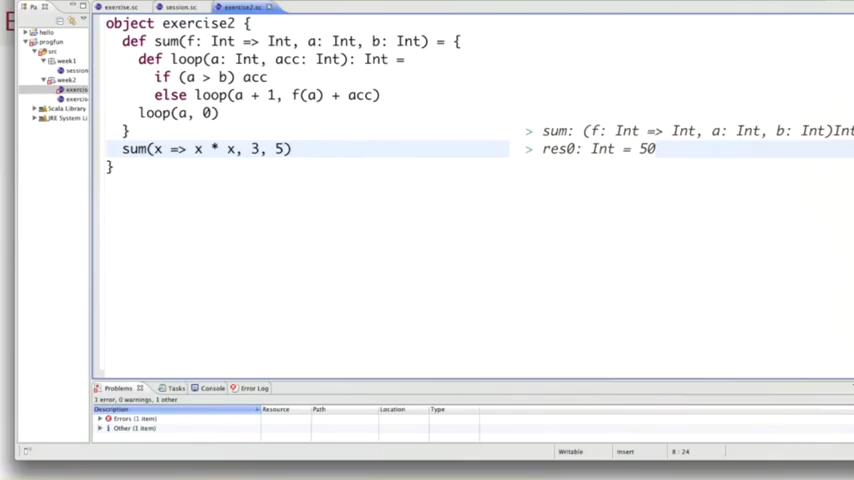 Pa
exercise.sc
session.sc
exercise2.sc
hello
progfun
src
week1
session
week2
exercis
exercis
Scala Library
JRE System Li
object exercise2 {
def sum(f: Int => Int, a: Int, b: Int) = {
def loop(a: Int, acc: Int): Int =
if (a > b) acc
else loop(a + 1, f(a) + acc)
loop(a, 0)
}
> sum: (f: Int => Int, a: Int, b: Int)Int
sum(x => x * x, 3, 5)
> res0: Int = 50
}
Problems
Tasks
Console
Error Log
1 error, 0 warnings, 1 other
Description
Resource
Path
Location
Type
Errors (1 item)
Other (1 item)
Writable
Insert
8 : 24